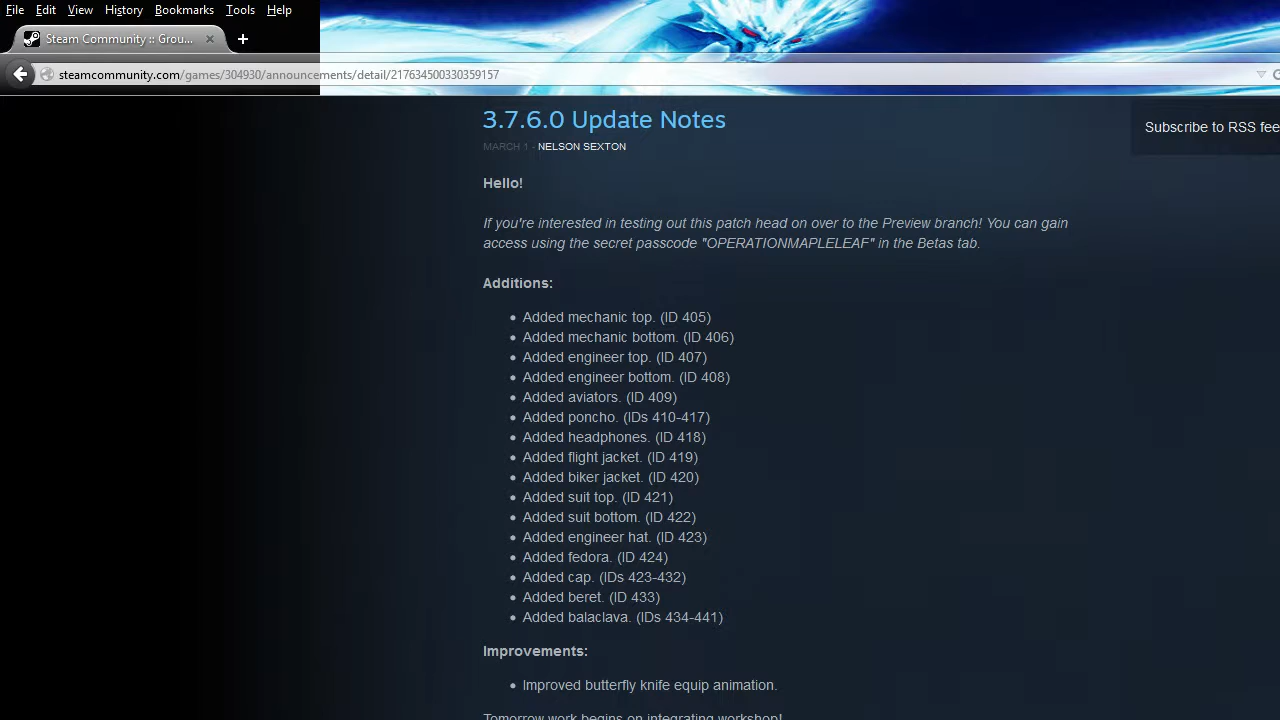 File Edit View History Bookmarks Tools Help
Steam Community :: Grou...
steamcommunity.com/games/304930/announcements/detail/217634500330359157
3.7.6.0 Update Notes
Subscribe to RSS fee
MARCH 1 - NELSON SEXTON
Hello!
If you're interested in testing out this patch head on over to the Preview branch! You can gain
access using the secret passcode "OPERATIONMAPLELEAF" in the Betas tab.
Additions:
Added mechanic top. (ID 405)
Added mechanic bottom. (ID 406)
Added engineer top. (ID 407)
Added engineer bottom. (ID 408)
Added aviators. (ID 409)
Added poncho. (IDs 410-417)
Added headphones. (ID 418)
Added flight jacket. (ID 419)
Added biker jacket. (ID 420)
Added suit top. (ID 421)
Added suit bottom. (ID 422)
Added engineer hat. (ID 423)
Added fedora. (ID 424)
Added cap. (IDs 423-432)
Added beret. (ID 433)
Added balaclava. (IDs 434-441)
Improvements:
Improved butterfly knife equip animation.
Tomorrow work begins on integrating workshop!